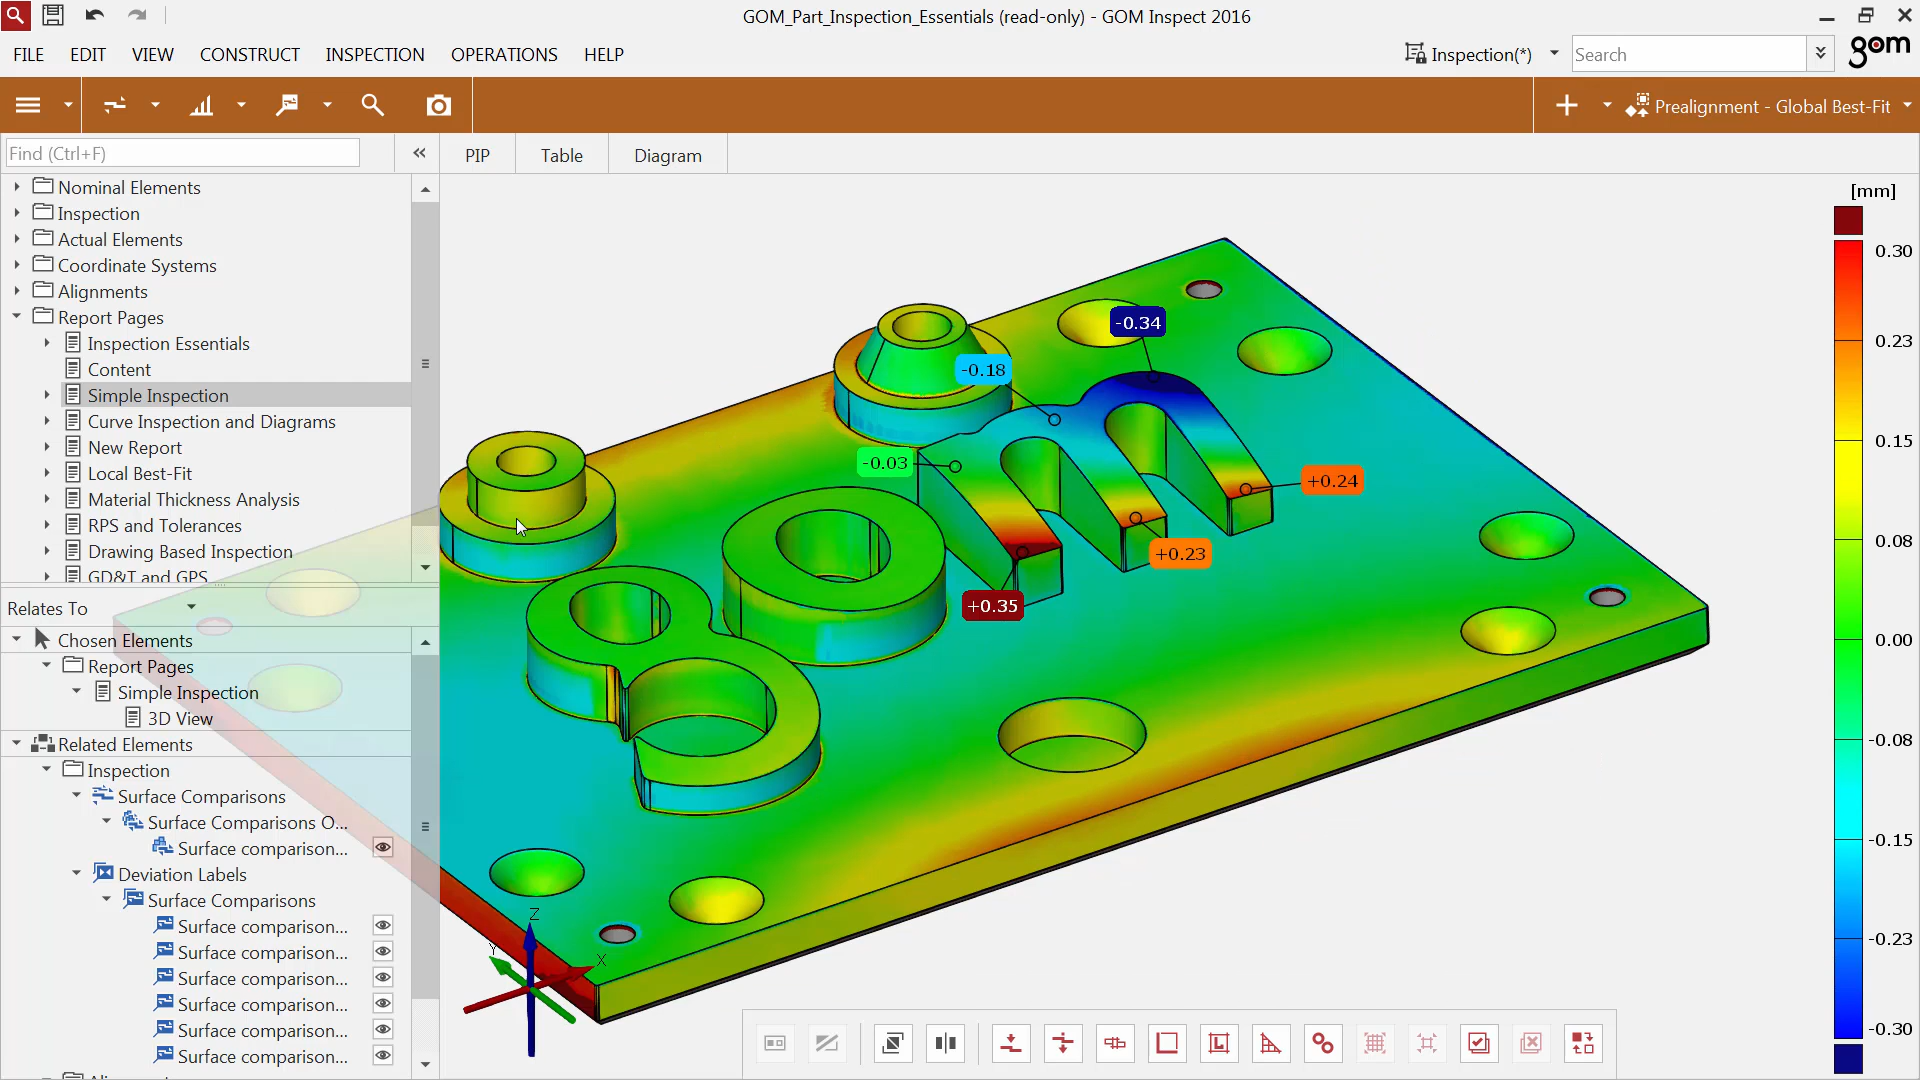 GOM_Part_Inspection_Essentials (read-only) - GOM Inspect 2016
FILE EDIT VIEW CONSTRUCT INSPECTION OPERATIONS HELP
Inspection(*)
Search
gom
Prealignment - Global Best-Fit
Find (Ctrl+F)
PIP Table Diagram
Nominal Elements
Inspection
Actual Elements
Coordinate Systems
Alignments
Report Pages
Inspection Essentials
Content
Simple Inspection
Curve Inspection and Diagrams
New Report
Local Best-Fit
Material Thickness Analysis
RPS and Tolerances
Drawing Based Inspection
GD&T and GPS
Relates To
Chosen Elements
Report Pages
Simple Inspection
3D View
Related Elements
Inspection
Surface Comparisons
Surface Comparisons O...
Surface comparison...
Deviation Labels
Surface Comparisons
Surface comparison...
Surface comparison...
Surface comparison...
Surface comparison...
Surface comparison...
Surface comparison...
-0.34
-0.18
-0.03
+0.24
+0.23
+0.35
Z
Y
X
[mm]
0.30
0.23
0.15
0.08
0.00
-0.08
-0.15
-0.23
-0.30